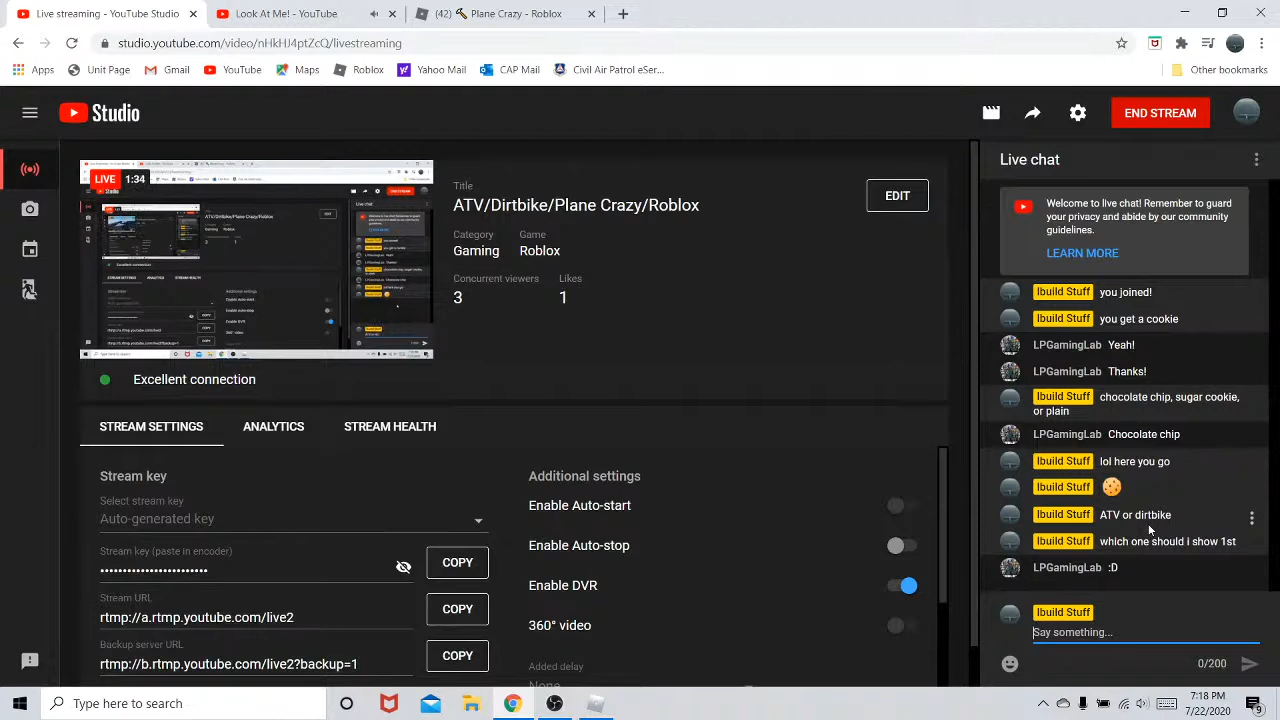 Live streaming - YouTube Studio
Look At Me! - YouTube
(42) Plane Crazy - Roblox
studio.youtube.com/video/nHkHJ4ptZcQ/livestreaming
Apps
Unit Page
Gmail
YouTube
Maps
Roblox
Yahoo Mail
CAP Mail
Civil Air Patrol eSer...
Other bookmarks
Studio
END STREAM
LIVE 1:34
Title
ATV/Dirtbike/Plane Crazy/Roblox
EDIT
Category
Gaming
Game
Roblox
Concurrent viewers
3
Likes
1
Excellent connection
STREAM SETTINGS
ANALYTICS
STREAM HEALTH
Stream key
Select stream key
Auto-generated key
Stream key (paste in encoder)
•••••••••••••••••••••••
COPY
Stream URL
rtmp://a.rtmp.youtube.com/live2
COPY
Backup server URL
rtmp://b.rtmp.youtube.com/live2?backup=1
COPY
Additional settings
Enable Auto-start
Enable Auto-stop
Enable DVR
360° video
Added delay
None
Live chat
Welcome to live chat! Remember to guard
your privacy and abide by our community
guidelines.
LEARN MORE
Ibuild Stuff you joined!
Ibuild Stuff you get a cookie
LPGamingLab Yeah!
LPGamingLab Thanks!
Ibuild Stuff chocolate chip, sugar cookie,
or plain
LPGamingLab Chocolate chip
Ibuild Stuff lol here you go
Ibuild Stuff 🍪
Ibuild Stuff ATV or dirtbike
Ibuild Stuff which one should i show 1st
LPGamingLab :D
Ibuild Stuff
Say something...
0/200
Type here to search
7:18 PM
7/22/2020